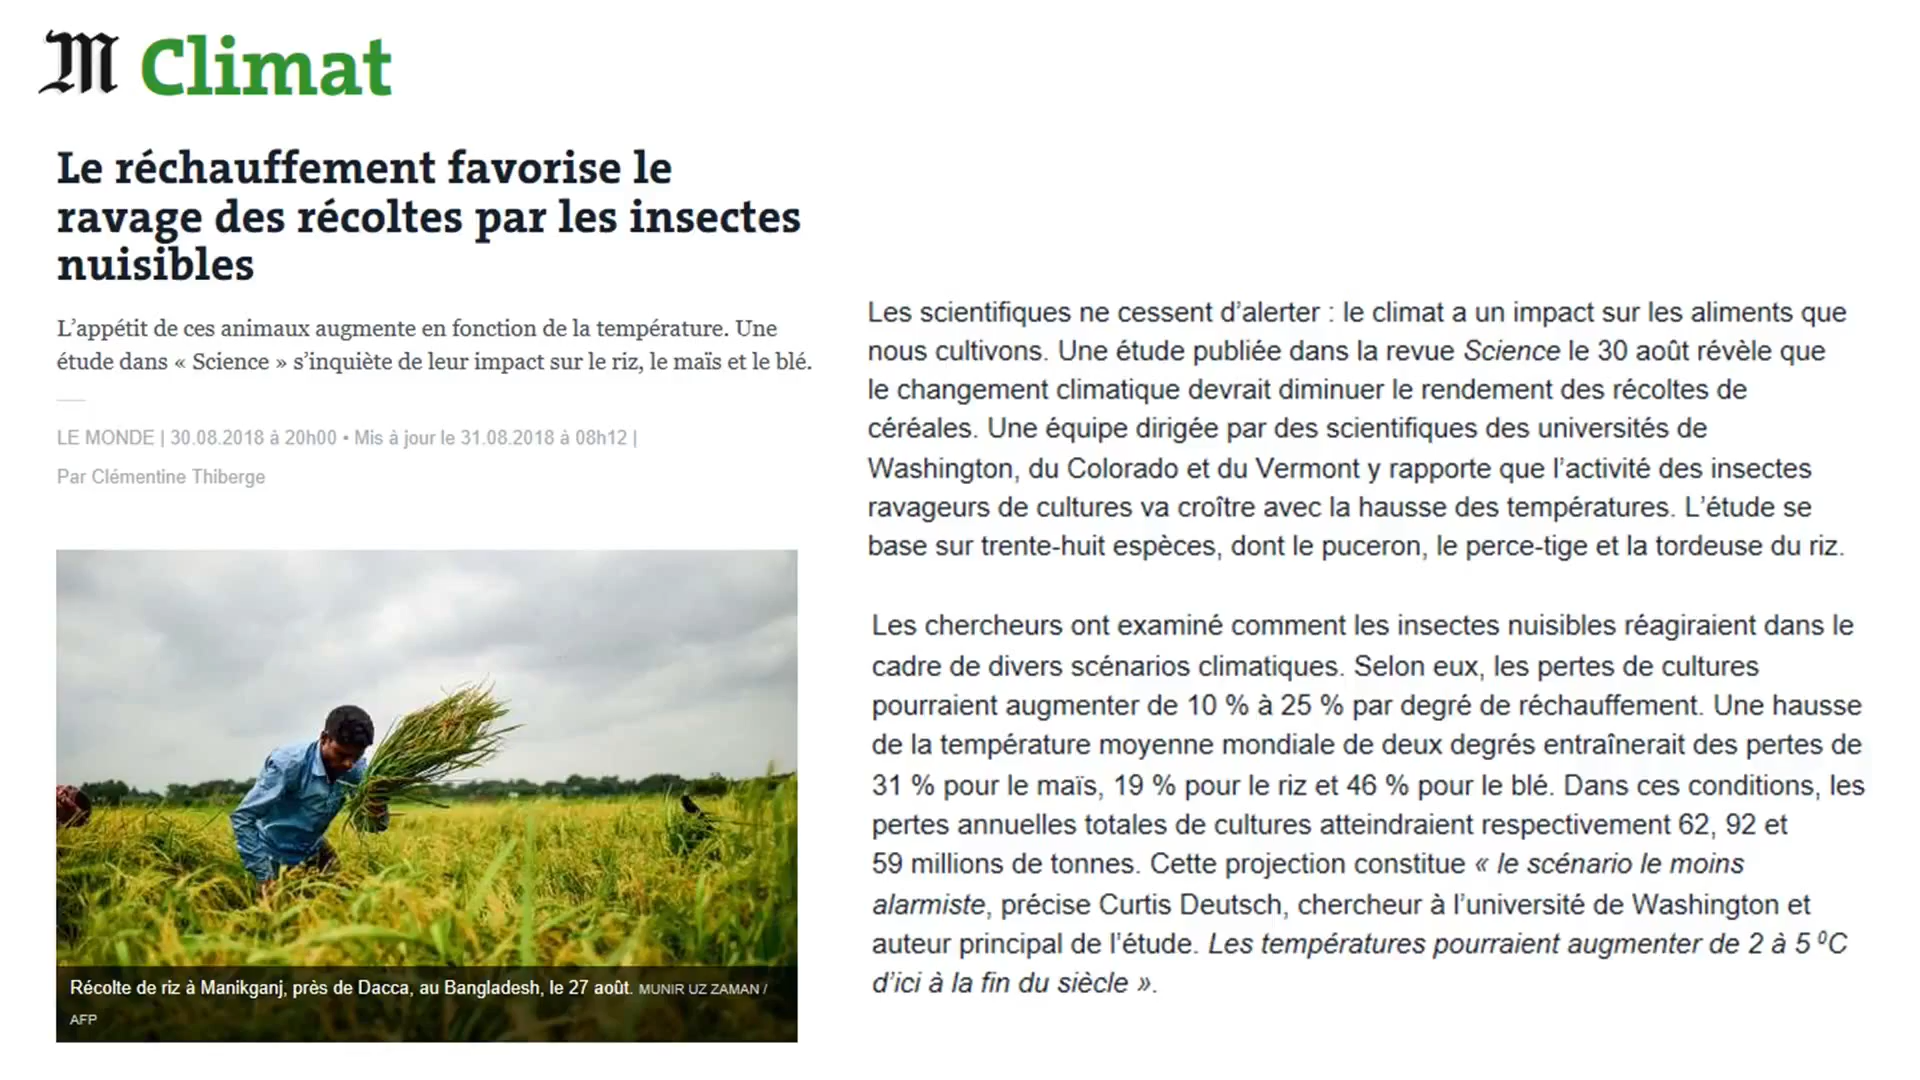 M Climat
Le réchauffement favorise le
ravage des récoltes par les insectes
nuisibles
L’appétit de ces animaux augmente en fonction de la température. Une
étude dans « Science » s’inquiète de leur impact sur le riz, le maïs et le blé.
LE MONDE | 30.08.2018 à 20h00 • Mis à jour le 31.08.2018 à 08h12 |
Par Clémentine Thiberge
Récolte de riz à Manikganj, près de Dacca, au Bangladesh, le 27 août. MUNIR UZ ZAMAN /
AFP
Les scientifiques ne cessent d’alerter : le climat a un impact sur les aliments que
nous cultivons. Une étude publiée dans la revue Science le 30 août révèle que
le changement climatique devrait diminuer le rendement des récoltes de
céréales. Une équipe dirigée par des scientifiques des universités de
Washington, du Colorado et du Vermont y rapporte que l’activité des insectes
ravageurs de cultures va croître avec la hausse des températures. L’étude se
base sur trente-huit espèces, dont le puceron, le perce-tige et la tordeuse du riz.
Les chercheurs ont examiné comment les insectes nuisibles réagiraient dans le
cadre de divers scénarios climatiques. Selon eux, les pertes de cultures
pourraient augmenter de 10 % à 25 % par degré de réchauffement. Une hausse
de la température moyenne mondiale de deux degrés entraînerait des pertes de
31 % pour le maïs, 19 % pour le riz et 46 % pour le blé. Dans ces conditions, les
pertes annuelles totales de cultures atteindraient respectivement 62, 92 et
59 millions de tonnes. Cette projection constitue « le scénario le moins
alarmiste, précise Curtis Deutsch, chercheur à l’université de Washington et
auteur principal de l’étude. Les températures pourraient augmenter de 2 à 5 ⁰C
d’ici à la fin du siècle ».